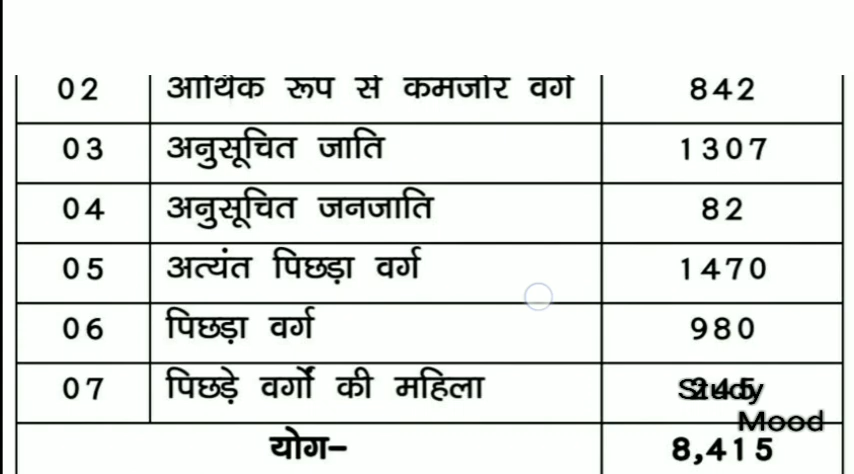 02 आर्थिक रूप से कमजोर वर्ग 842
03 अनुसूचित जाति 1307
04 अनुसूचित जनजाति 82
05 अत्यंत पिछड़ा वर्ग 1470
06 पिछड़ा वर्ग 980
07 पिछड़े वर्गों की महिला 245
Study
Mood
योग- 8,415